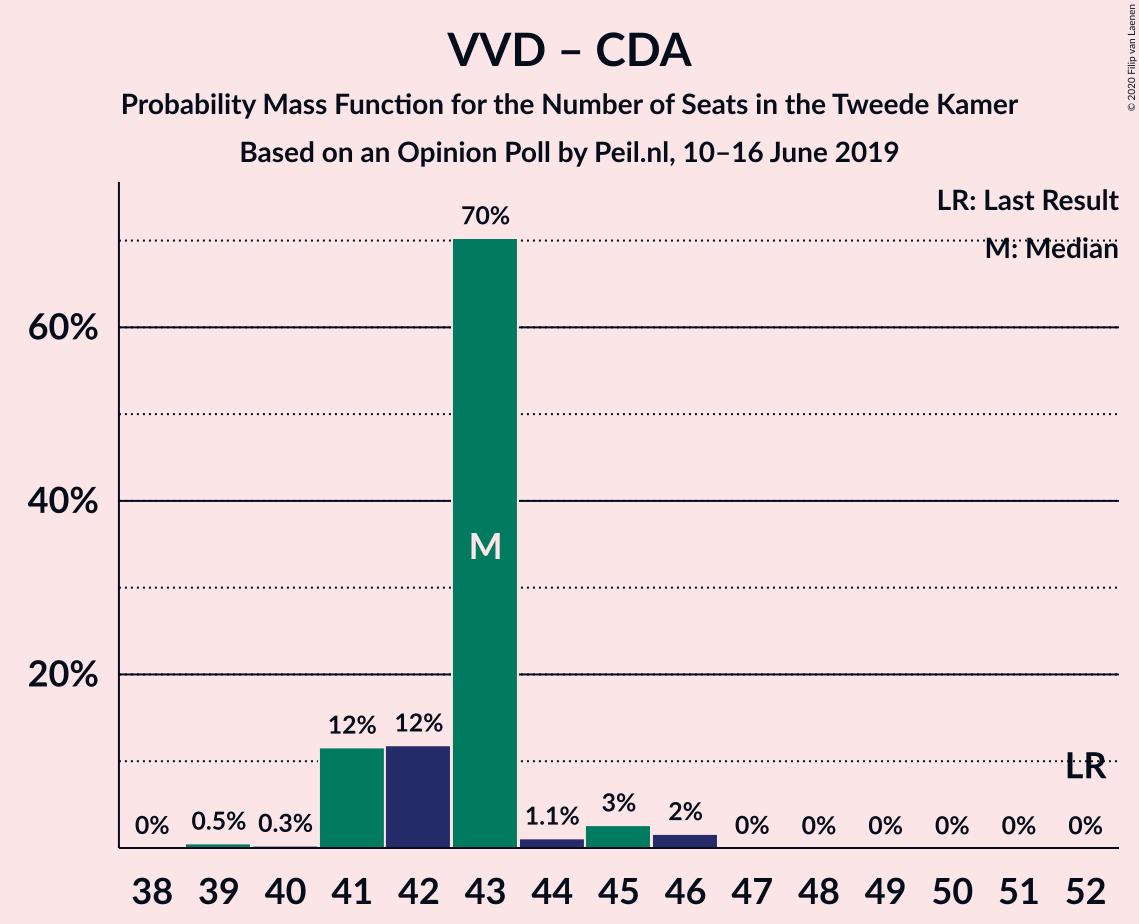 VVD – CDA
Probability Mass Function for the Number of Seats in the Tweede Kamer
Based on an Opinion Poll by Peil.nl, 10–16 June 2019
© 2020 Filip van Laenen
LR: Last Result
M: Median
60%
40%
20%
0%
0.5%
0.3%
12%
12%
70%
M
1.1%
3%
2%
0%
0%
0%
0%
0%
0%
LR
38 39 40 41 42 43 44 45 46 47 48 49 50 51 52